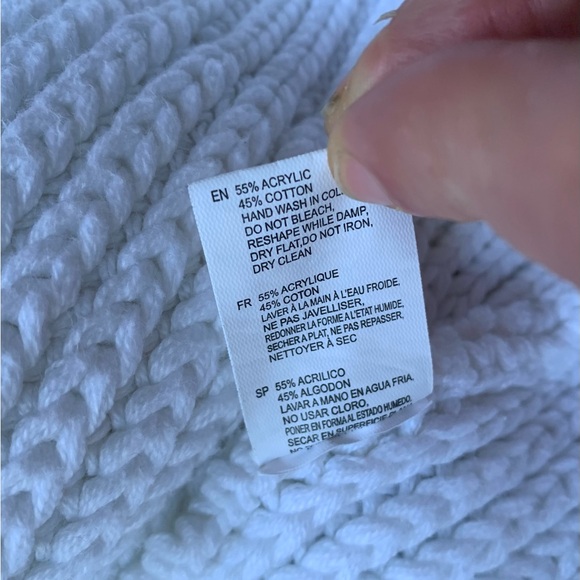 EN 55% ACRYLIC
45% COTTON
HAND WASH IN
DO NOT BLEACH,
RESHAPE WHILE DAMP,
DRY FLAT,DO NOT IRON,
DRY CLEAN
FR 55% ACRYLIQUE
45% COTON
LAVER À LA MAIN À L'EAU FROIDE,
NE PAS JAVELLISER,
REDONNER LA FORME A L'ETAT HUMIDE,
SECHER A PLAT, NE PAS REPASSER,
NETTOYER À SEC
SP 55% ACRILICO
45% ALGODON
LAVAR A MANO EN AGUA FRIA,
NO USAR CLORO,
PONER EN FORMA AL ESTADO HUMEDO,
SECAR EN SUPERFICIE